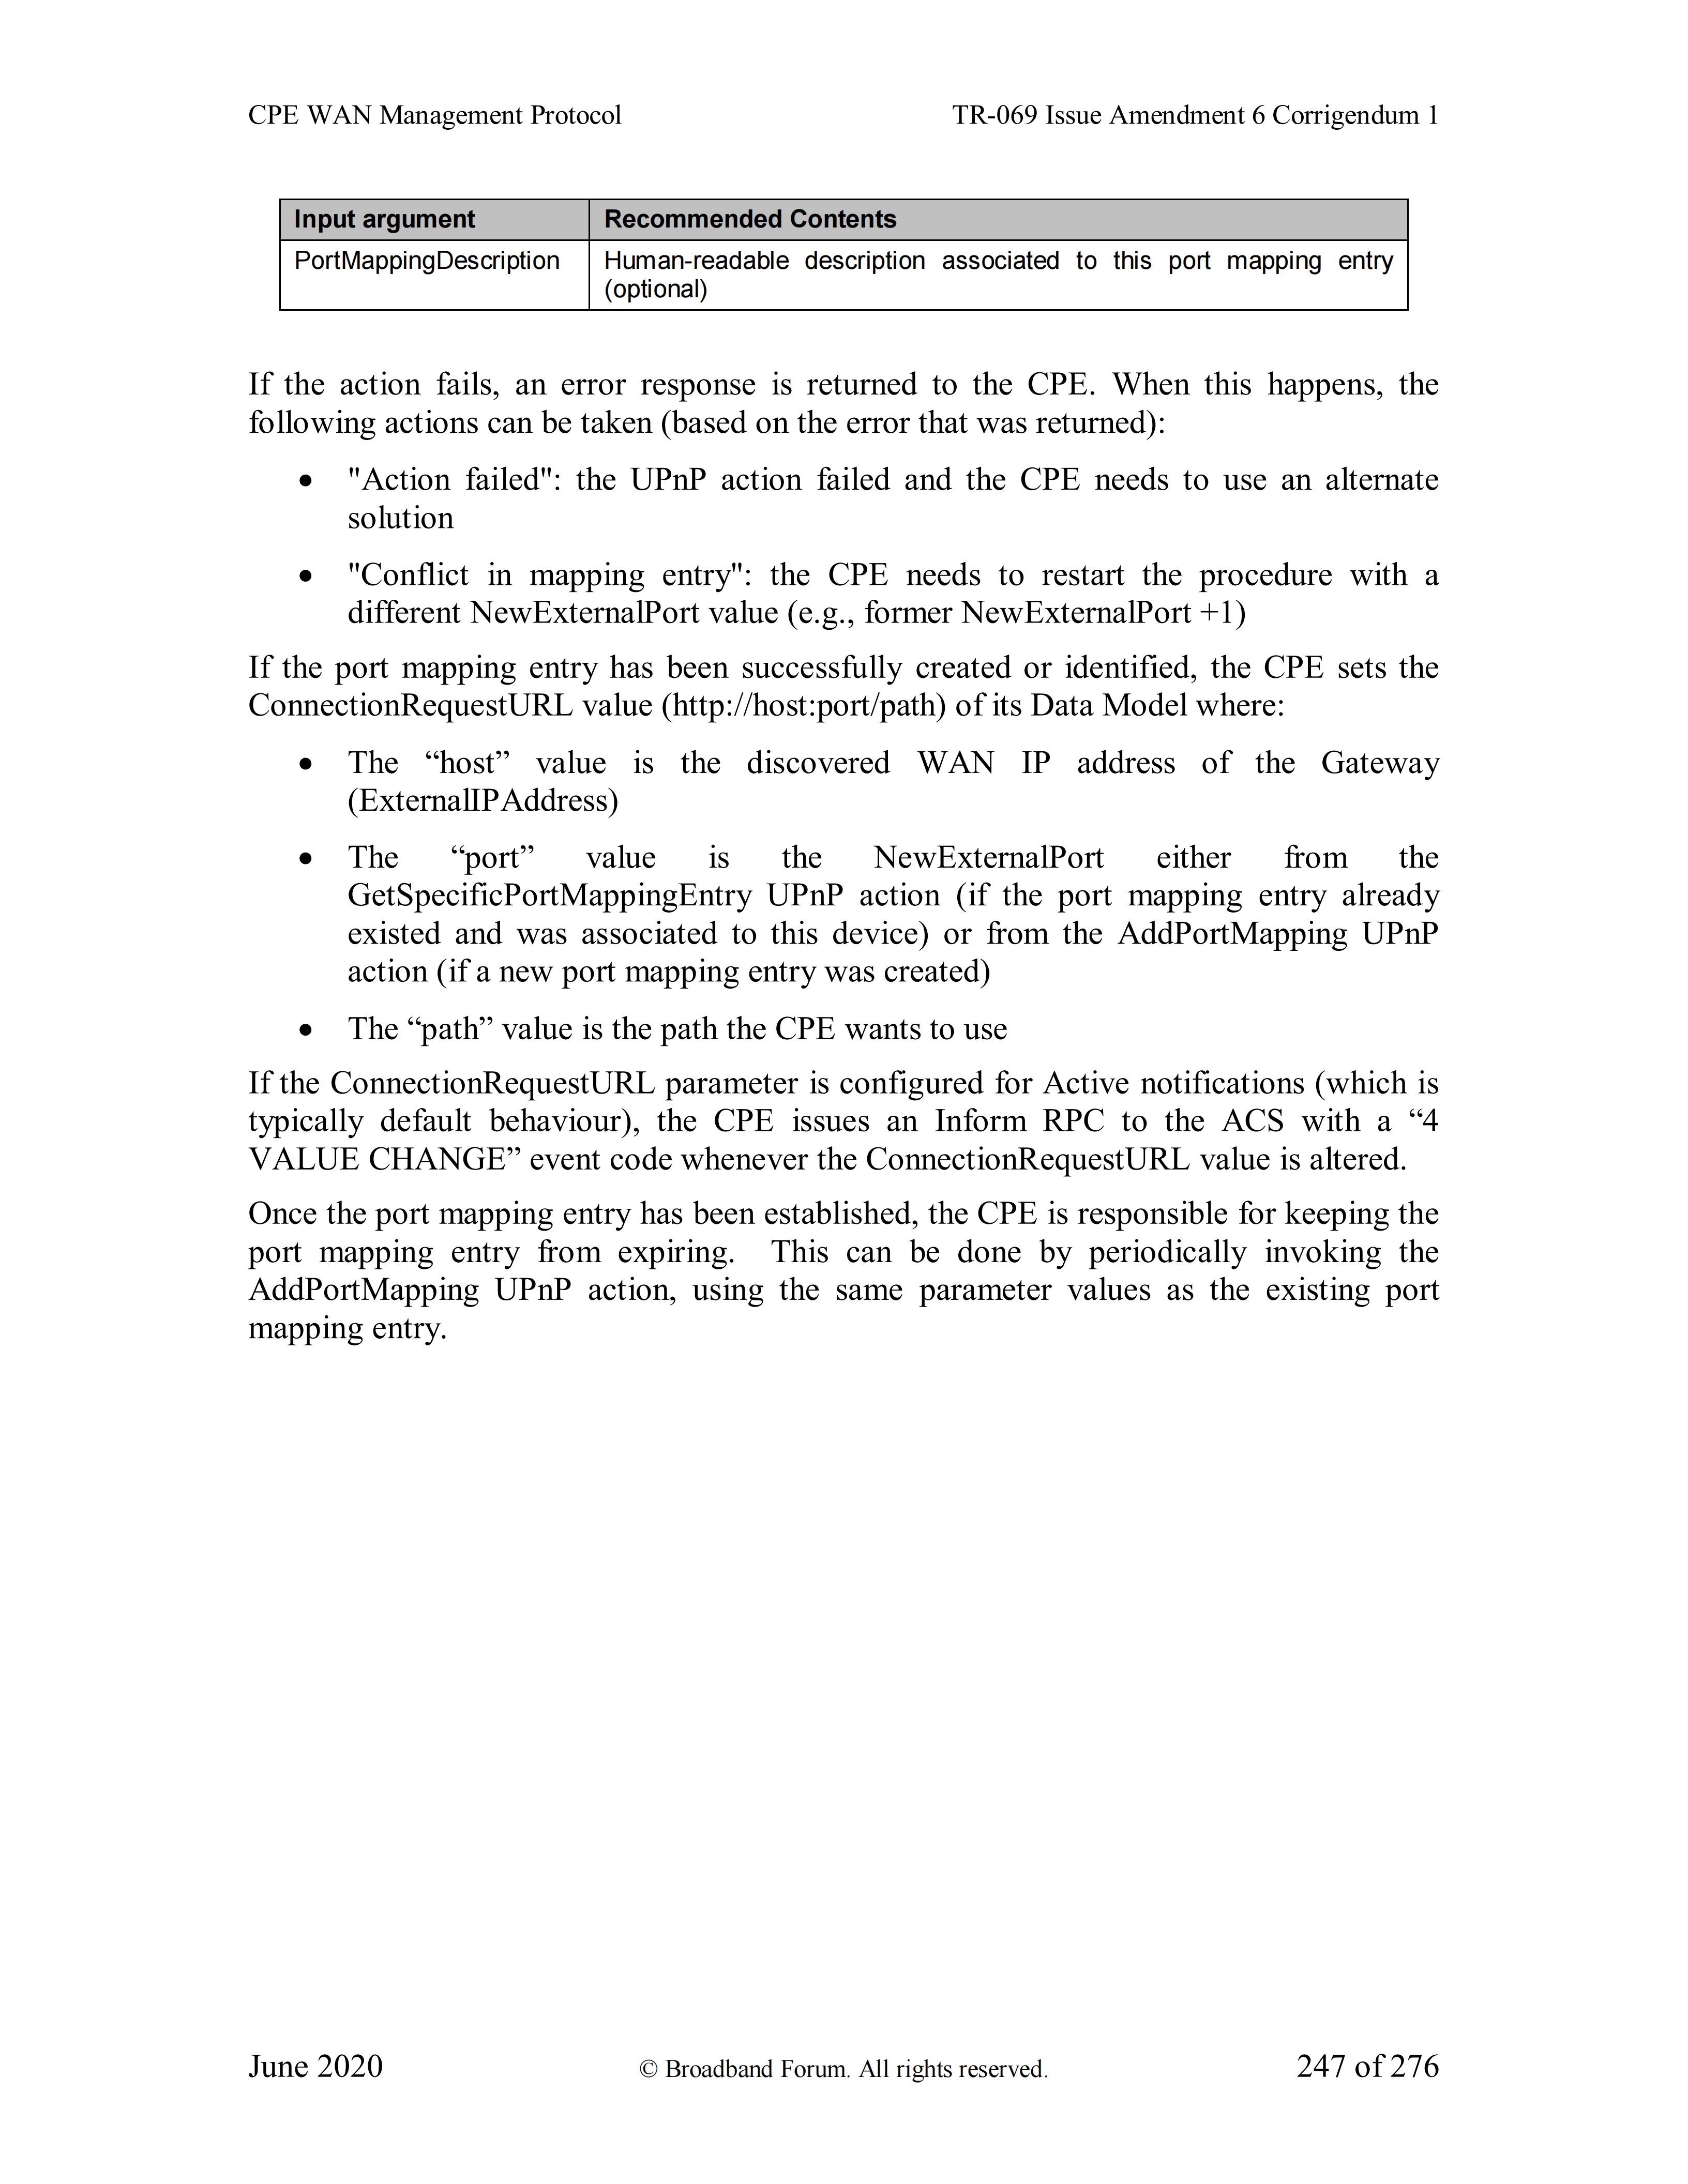 CPE WAN Management Protocol TR-069 Issue Amendment 6 Corrigendum 1
Input argument Recommended Contents
PortMappingDescription Human-readable description associated to this port mapping entry
(optional)
If the action fails, an error response is returned to the CPE. When this happens, the
following actions can be taken (based on the error that was returned):
• "Action failed": the UPnP action failed and the CPE needs to use an alternate
solution
• "Conflict in mapping entry": the CPE needs to restart the procedure with a
different NewExternalPort value (e.g., former NewExternalPort +1)
If the port mapping entry has been successfully created or identified, the CPE sets the
ConnectionRequestURL value (http://host:port/path) of its Data Model where:
• The “host” value is the discovered WAN IP address of the Gateway
(ExternalIPAddress)
• The “port” value is the NewExternalPort either from the
GetSpecificPortMappingEntry UPnP action (if the port mapping entry already
existed and was associated to this device) or from the AddPortMapping UPnP
action (if a new port mapping entry was created)
• The “path” value is the path the CPE wants to use
If the ConnectionRequestURL parameter is configured for Active notifications (which is
typically default behaviour), the CPE issues an Inform RPC to the ACS with a “4
VALUE CHANGE” event code whenever the ConnectionRequestURL value is altered.
Once the port mapping entry has been established, the CPE is responsible for keeping the
port mapping entry from expiring. This can be done by periodically invoking the
AddPortMapping UPnP action, using the same parameter values as the existing port
mapping entry.
June 2020 © Broadband Forum. All rights reserved. 247 of 276